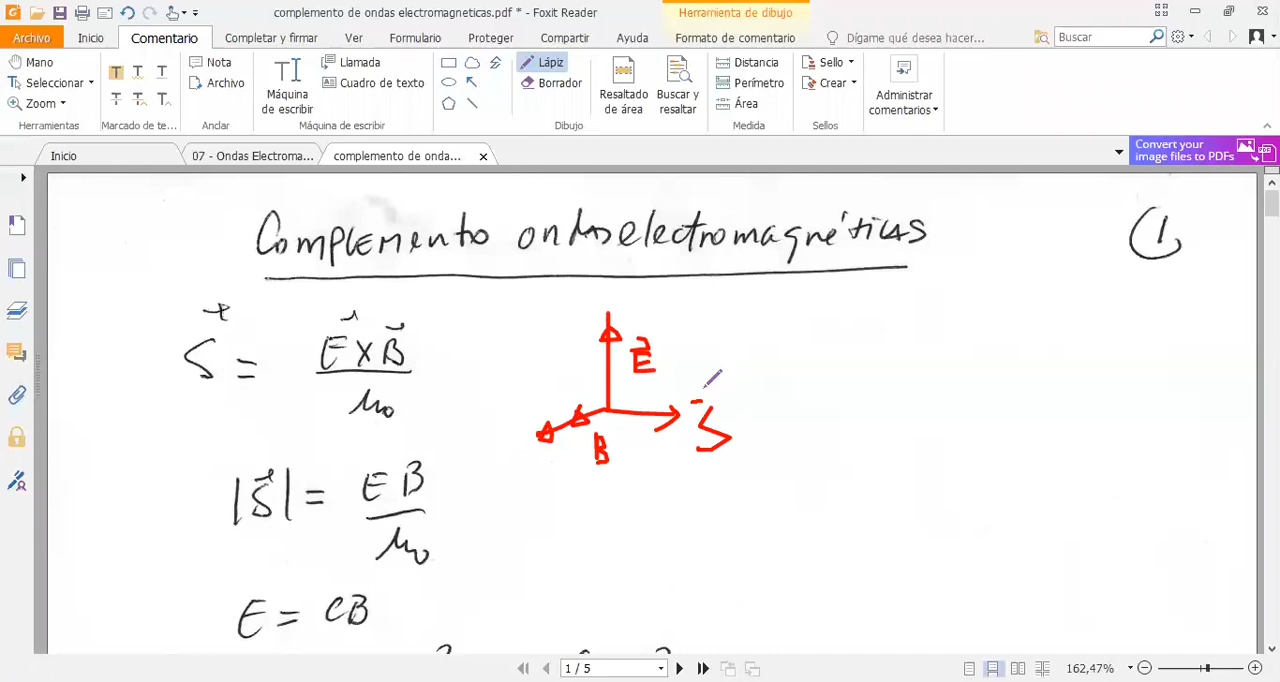 complemento de ondas electromagneticas.pdf * - Foxit Reader
Herramienta de dibujo
Archivo
Inicio
Comentario
Completar y firmar
Ver
Formulario
Proteger
Compartir
Ayuda
Formato de comentario
Dígame qué desea hacer...
Buscar
Mano
Seleccionar
Zoom
Herramientas
T T T
T T T
Marcado de te...
Nota
Archivo
Andar
Máquina de escribir
Llamada
Cuadro de texto
Máquina de escribir
Lápiz
Borrador
Dibujo
Resaltado de área
Buscar y resaltar
Distancia
Perímetro
Área
Medida
Sello
Crear
Sellos
Administrar comentarios
Comentarios
Inicio
07 - Ondas Electroma...
complemento de onda...
Convert your
image files to PDFs
Complemento ondas electromagnéticas
1
S⃗ = E⃗ x B⃗ / μ0
E⃗
S⃗
B
|S⃗| = E B / μ0
E = CB
1 / 5
162,47%